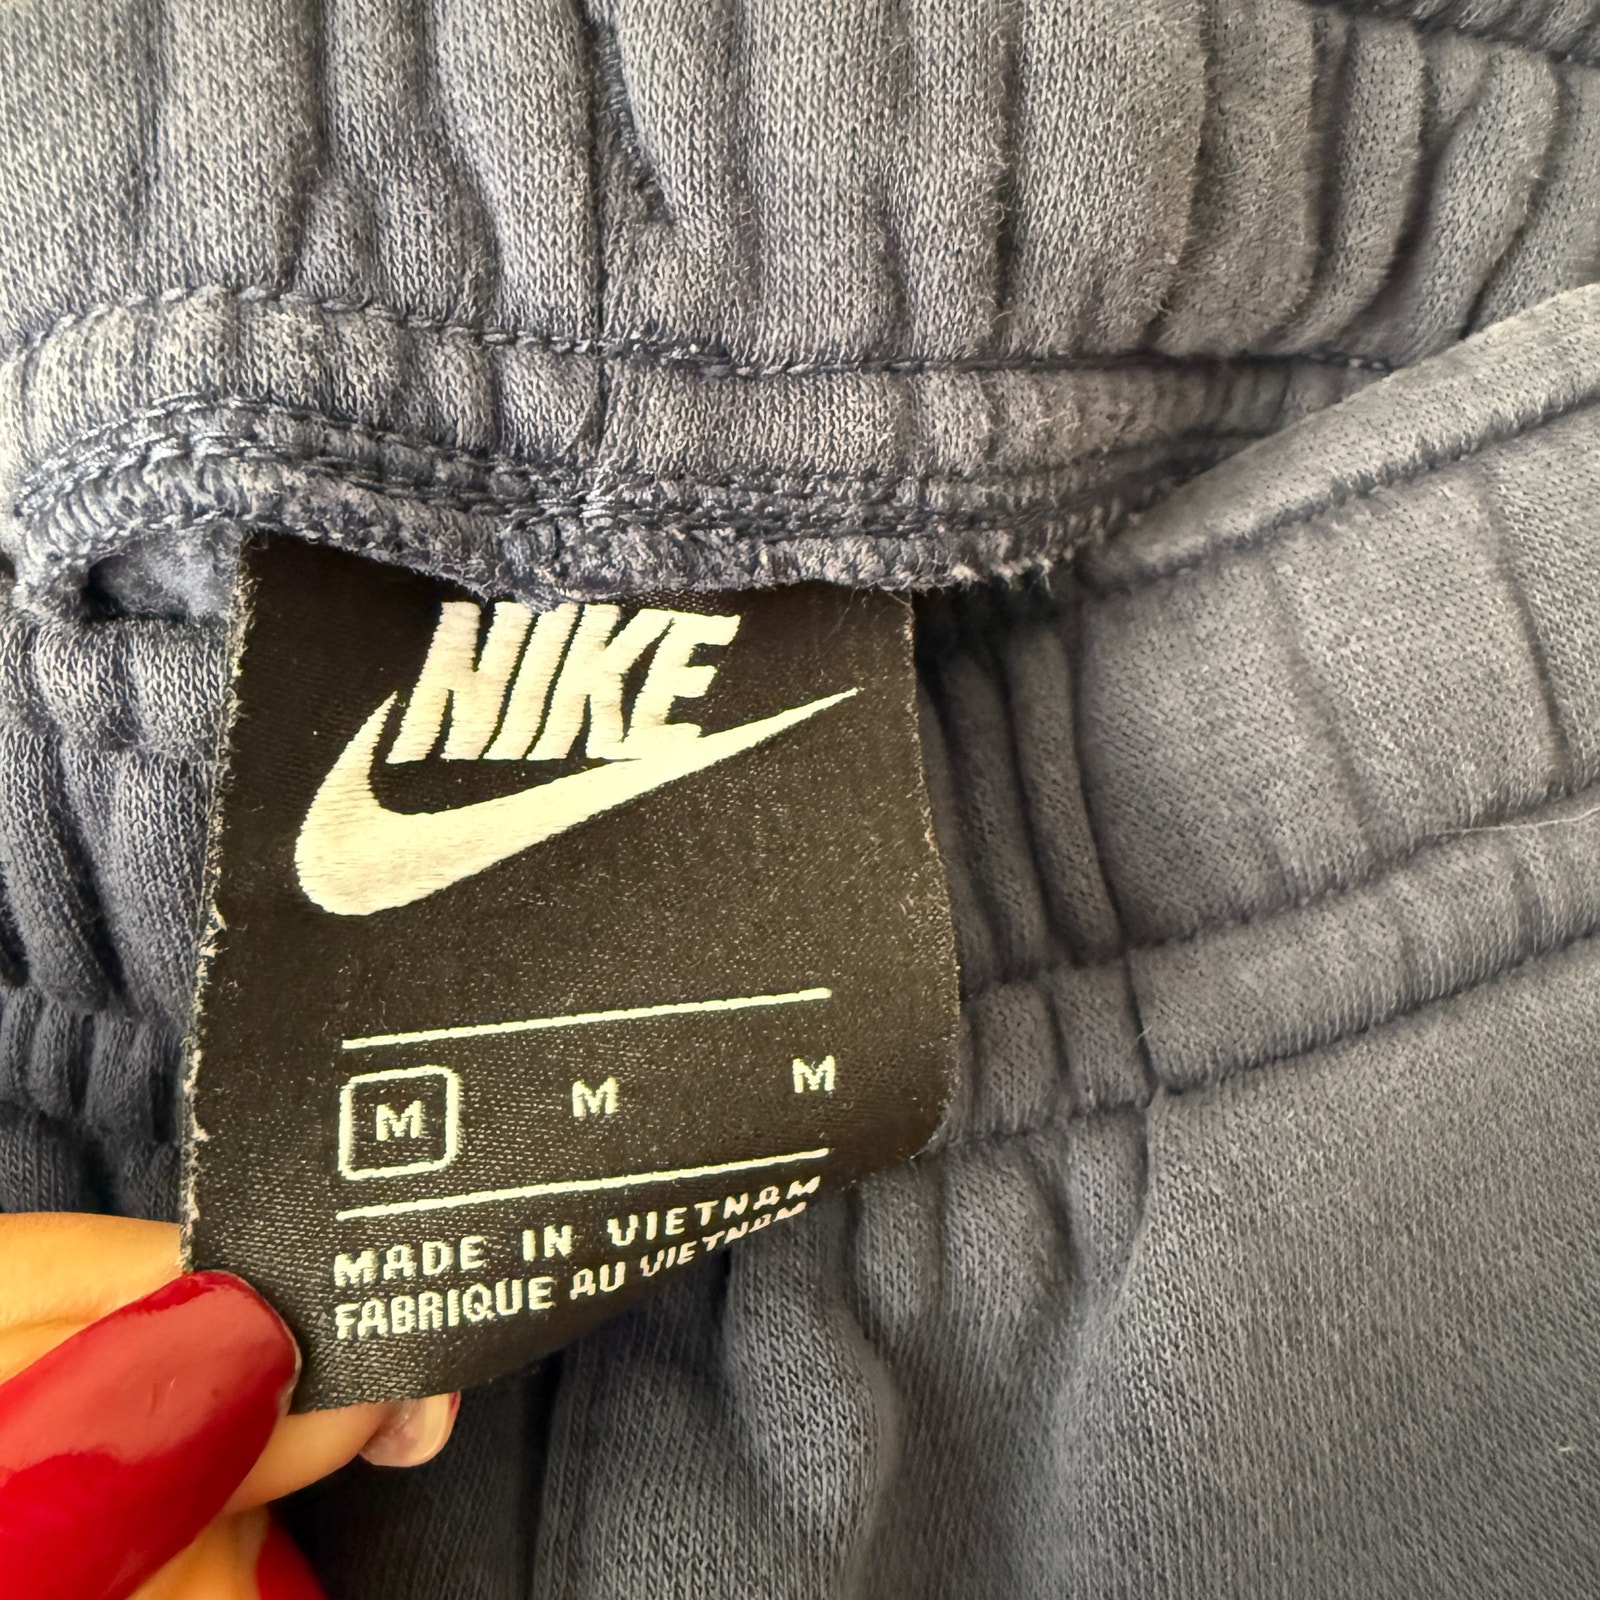 NIKE
M M M
MADE IN VIETNAM
FABRIQUE AU VIETNAM